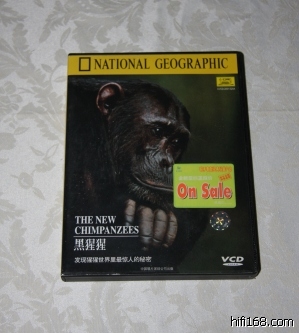 NATIONAL GEOGRAPHIC
On Sale
THE NEW
CHIMPANZEES
黑猩猩
发现猩猩世界里最惊人的秘密
VCD
hifi168.com